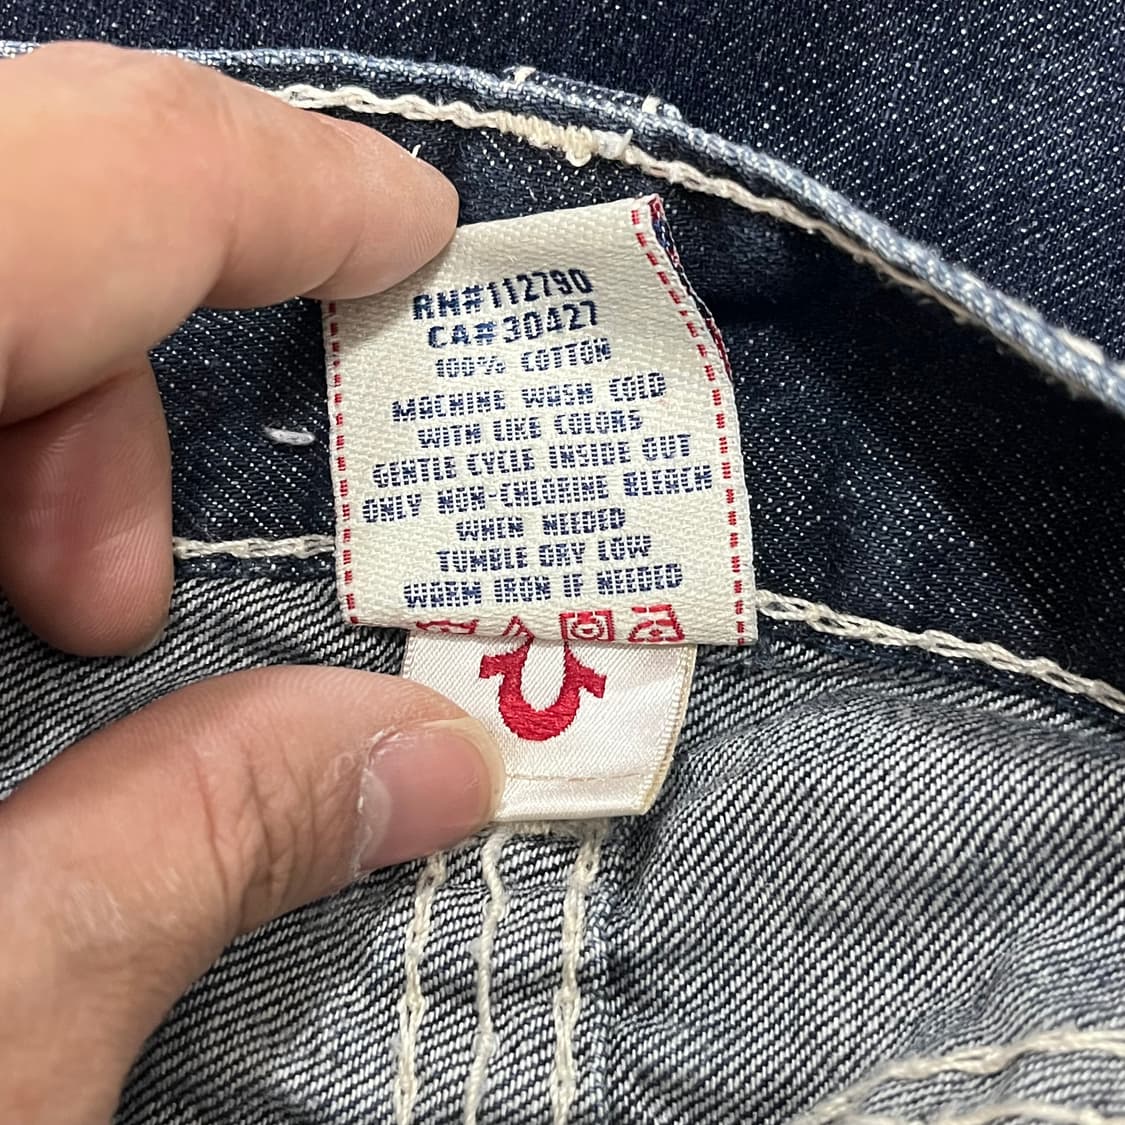 RN#112790
CA#30427
100% COTTON
MACHINE WASH COLD
WITH LIKE COLORS
GENTLE CYCLE INSIDE OUT
ONLY NON-CHLORINE BLEACH
WHEN NEEDED
TUMBLE DRY LOW
WARM IRON IF NEEDED